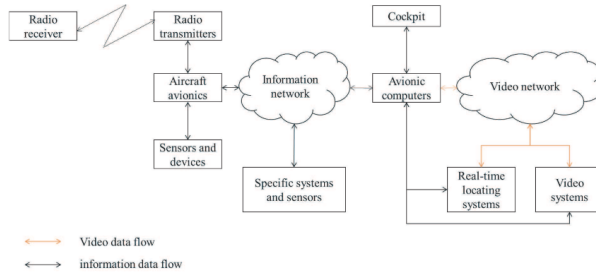 Radio
receiver
Radio
transmitters
Cockpit
Aircraft
avionics
Information
network
Avionic
computers
Video network
Sensors and
devices
Specific systems
and sensors
Real-time
locating
systems
Video
systems
Video data flow
information data flow